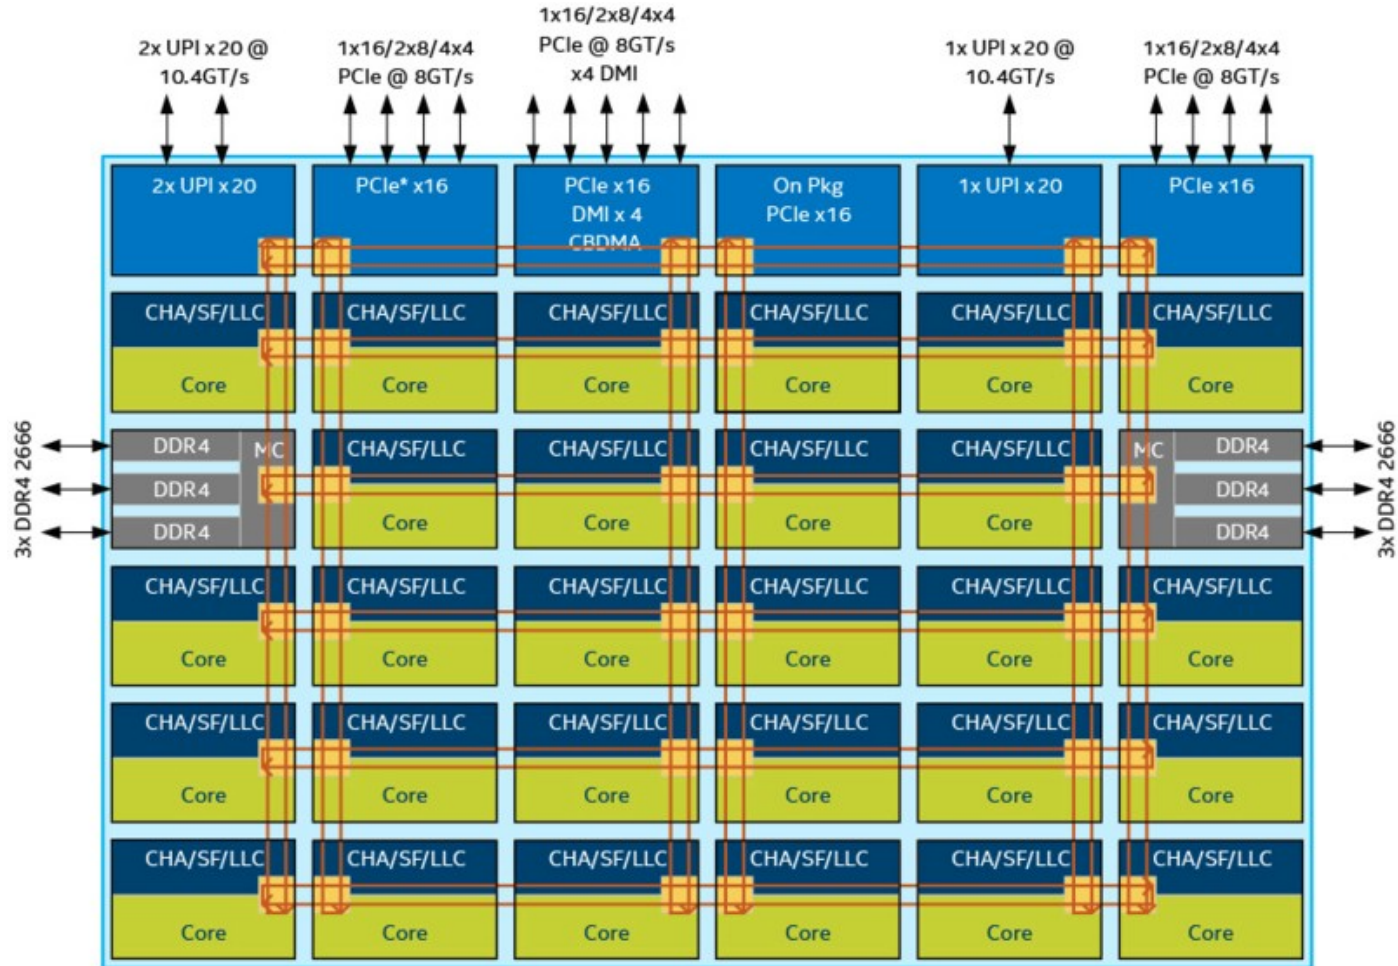 2x UPI x20 @
10.4GT/s
1x16/2x8/4x4
PCIe @ 8GT/s
1x16/2x8/4x4
PCIe @ 8GT/s
x4 DMI
1x UPI x20 @
10.4GT/s
1x16/2x8/4x4
PCIe @ 8GT/s
2x UPI x20
PCIe* x16
PCIe x16
DMI x 4
CBDMA
On Pkg
PCIe x16
1x UPI x20
PCIe x16
CHA/SF/LLC
Core
CHA/SF/LLC
Core
CHA/SF/LLC
Core
CHA/SF/LLC
Core
CHA/SF/LLC
Core
CHA/SF/LLC
Core
3x DDR4 2666
DDR4
DDR4
DDR4
MC
CHA/SF/LLC
Core
CHA/SF/LLC
Core
CHA/SF/LLC
Core
CHA/SF/LLC
Core
MC
DDR4
DDR4
DDR4
3x DDR4 2666
CHA/SF/LLC
Core
CHA/SF/LLC
Core
CHA/SF/LLC
Core
CHA/SF/LLC
Core
CHA/SF/LLC
Core
CHA/SF/LLC
Core
CHA/SF/LLC
Core
CHA/SF/LLC
Core
CHA/SF/LLC
Core
CHA/SF/LLC
Core
CHA/SF/LLC
Core
CHA/SF/LLC
Core
CHA/SF/LLC
Core
CHA/SF/LLC
Core
CHA/SF/LLC
Core
CHA/SF/LLC
Core
CHA/SF/LLC
Core
CHA/SF/LLC
Core